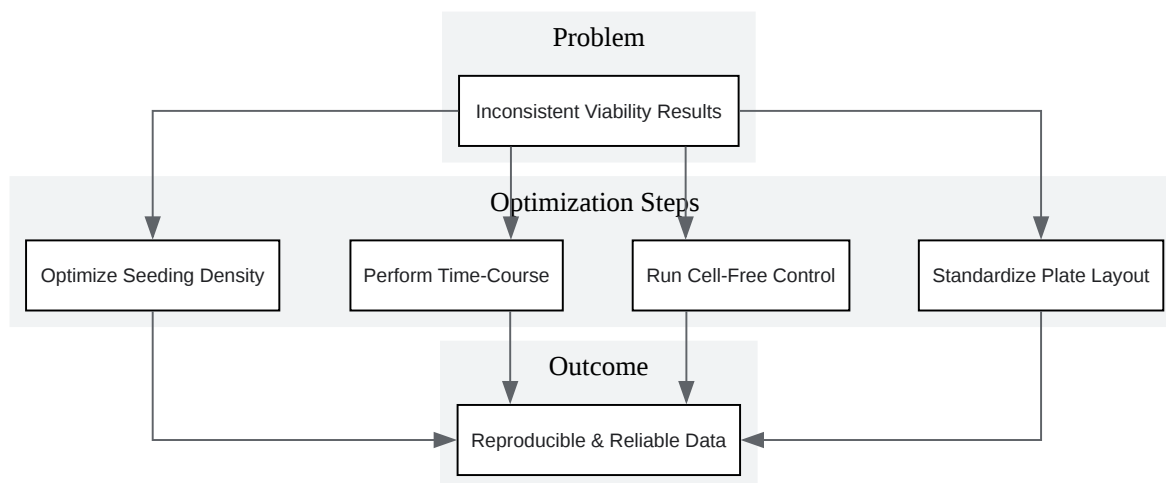 Problem
Inconsistent Viability Results
Optimization Steps
Optimize Seeding Density
Perform Time-Course
Run Cell-Free Control
Standardize Plate Layout
Outcome
Reproducible & Reliable Data